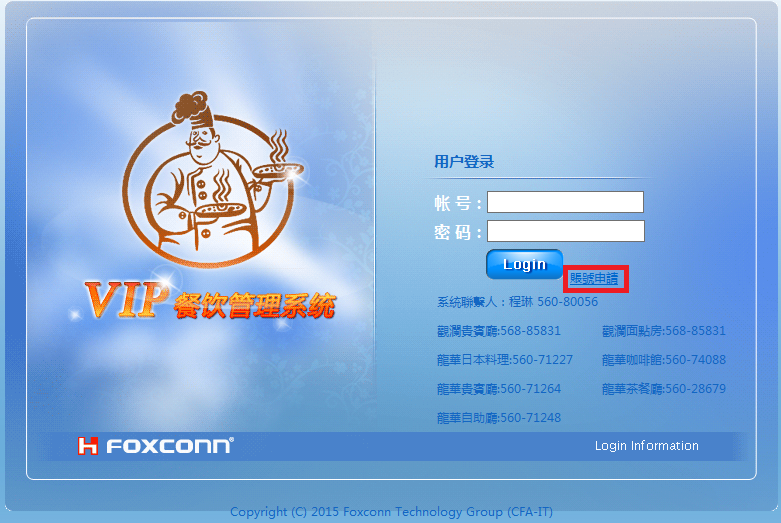 用户登录
帐 号：
密 码：
Login
賬號申請
系統聯繫人：程琳 560-80056
觀瀾貴賓廳:568-85831 觀瀾面點房:568-85831
龍華日本料理:560-71227 龍華咖啡館:560-74088
龍華貴賓廳:560-71264 龍華茶餐廳:560-28679
龍華自助廳:560-71248
VIP 餐饮管理系统
FOXCONN®
Login Information
Copyright (C) 2015 Foxconn Technology Group (CFA-IT)